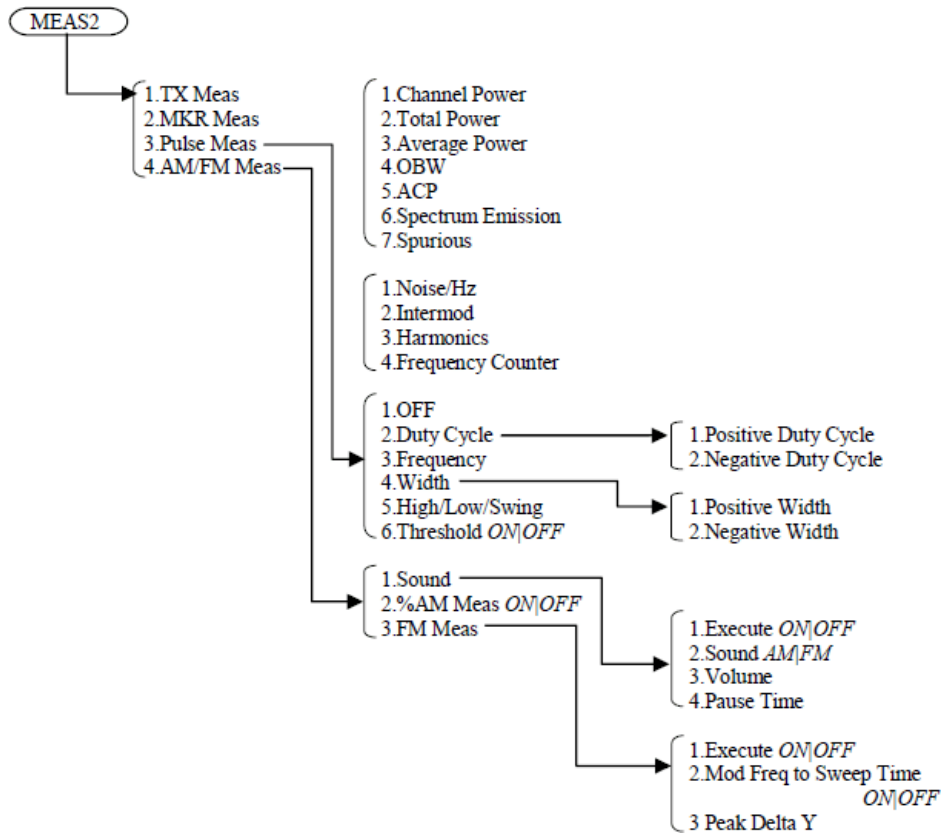 MEAS2
1.TX Meas
2.MKR Meas
3.Pulse Meas
4.AM/FM Meas
1.Channel Power
2.Total Power
3.Average Power
4.OBW
5.ACP
6.Spectrum Emission
7.Spurious
1.Noise/Hz
2.Intermod
3.Harmonics
4.Frequency Counter
1.OFF
2.Duty Cycle
3.Frequency
4.Width
5.High/Low/Swing
6.Threshold ON|OFF
1.Positive Duty Cycle
2.Negative Duty Cycle
1.Positive Width
2.Negative Width
1.Sound
2.%AM Meas ON|OFF
3.FM Meas
1.Execute ON|OFF
2.Sound AM|FM
3.Volume
4.Pause Time
1.Execute ON|OFF
2.Mod Freq to Sweep Time
ON|OFF
3 Peak Delta Y